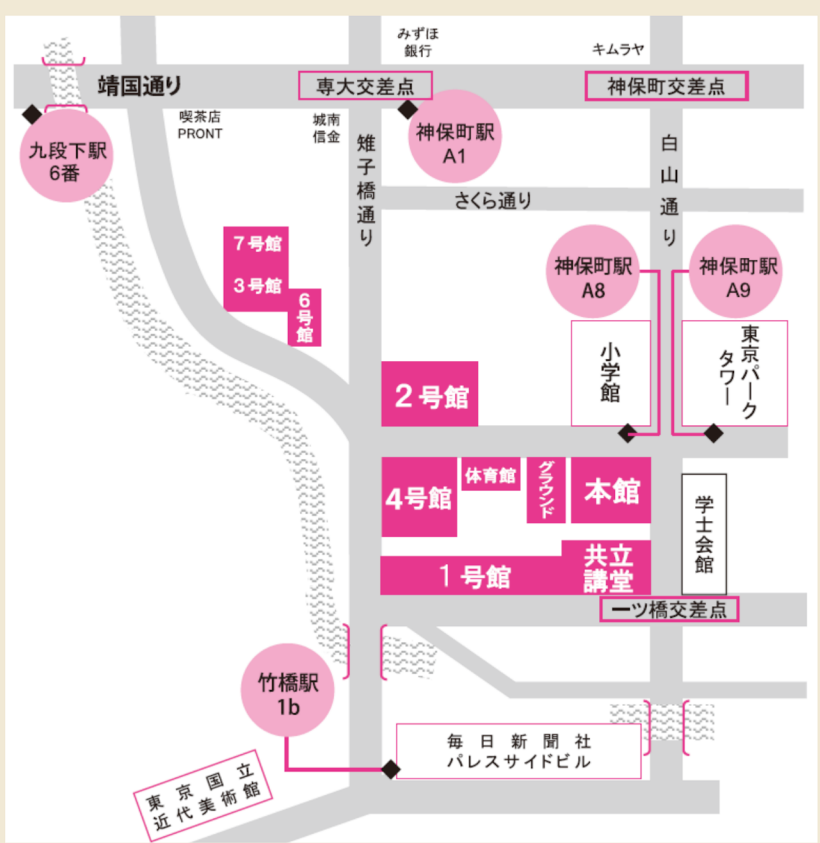 みずほ
銀行
キムラヤ
靖国通り
専大交差点
神保町交差点
喫茶店
PRONT
城南
信金
神保町駅
A1
九段下駅
6番
雉子橋通り
白山通り
さくら通り
7号館
3号館
6号館
神保町駅
A8
神保町駅
A9
小学館
東京パーク
タワー
2号館
4号館
体育館
グラウンド
本館
学士会館
1号館
共立
講堂
一ツ橋交差点
竹橋駅
1b
毎日新聞社
パレスサイドビル
東京国立
近代美術館